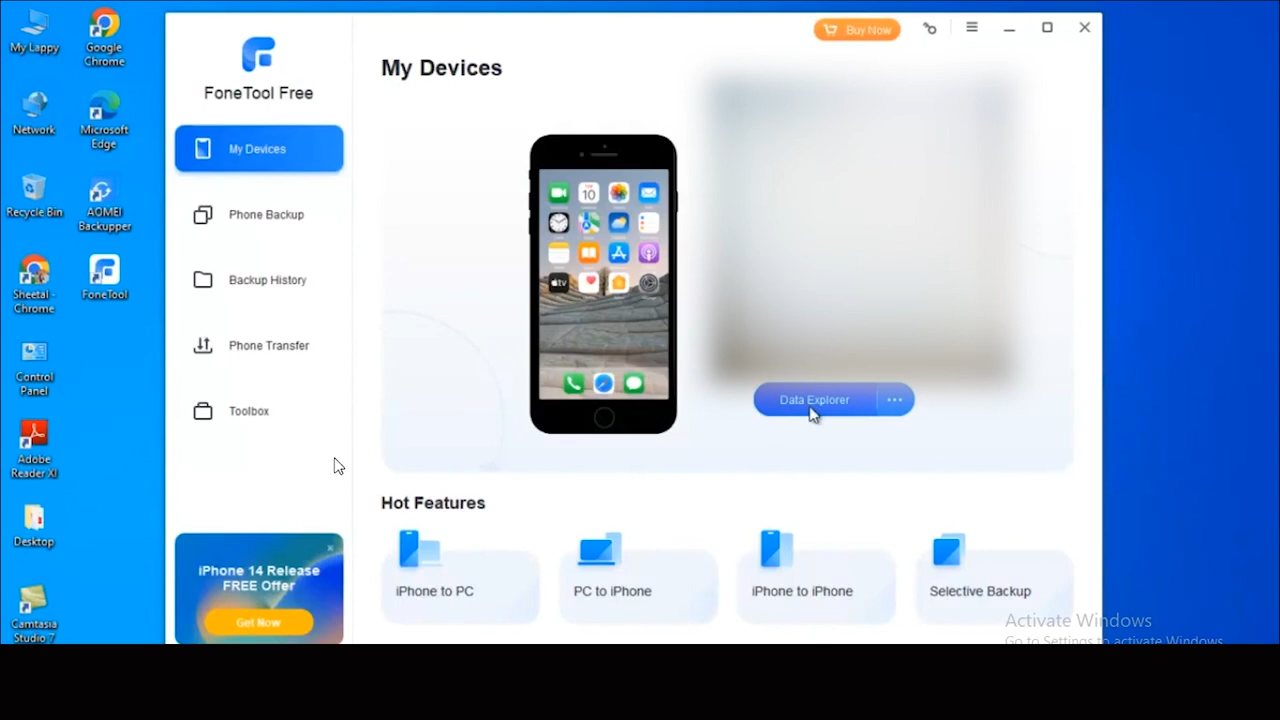 My Lappy
Google
Chrome
Network
Microsoft
Edge
Recycle Bin
AOMEI
Backupper
Sheetal -
Chrome
FoneTool
Control
Panel
Adobe
Reader XI
Desktop
Camtasia
Studio 7
FoneTool Free
My Devices
Phone Backup
Backup History
Phone Transfer
Toolbox
iPhone 14 Release
FREE Offer
Get Now
Buy Now
My Devices
10
tv
Data Explorer
Hot Features
iPhone to PC
PC to iPhone
iPhone to iPhone
Selective Backup
Activate Windows
Go to Settings to activate Windows.